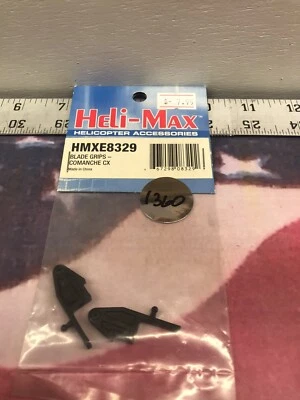 Heli-Max
HELICOPTER ACCESSORIES
HMXE8329
BLADE GRIPS –
COMANCHE CX
Made in China
1360